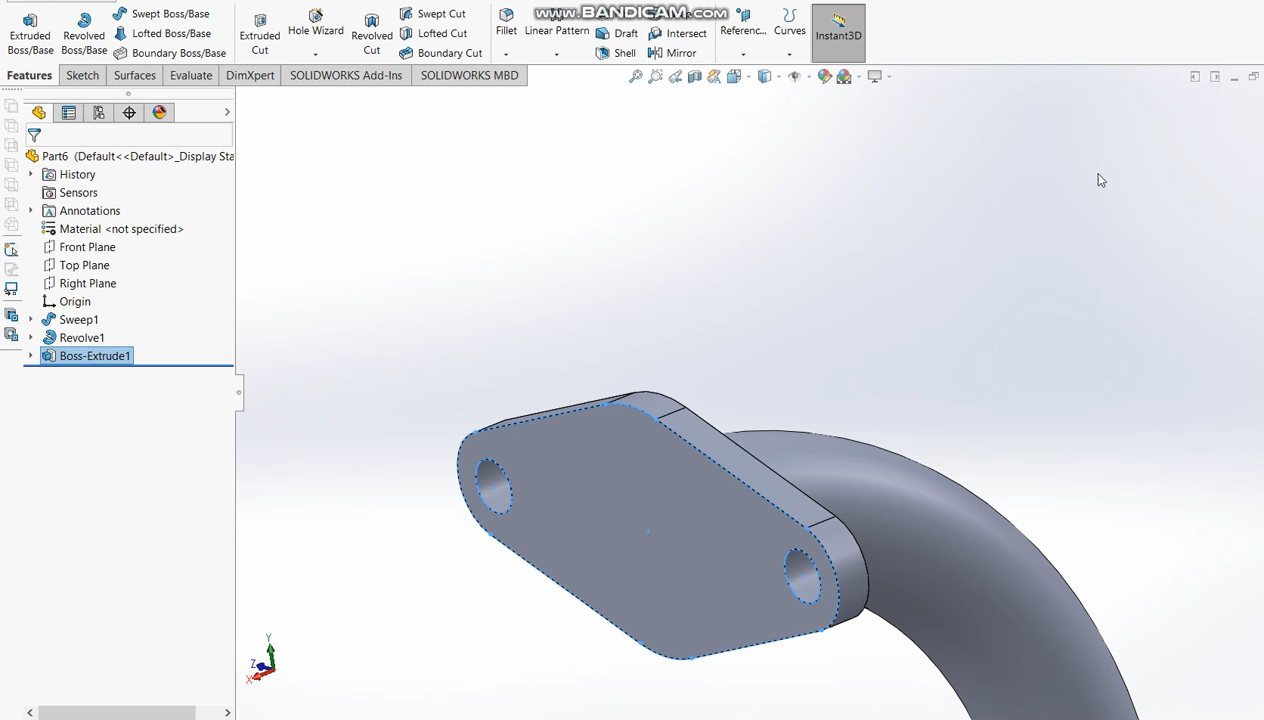 www.BANDICAM.com
Extruded Boss/Base
Revolved Boss/Base
Swept Boss/Base
Lofted Boss/Base
Boundary Boss/Base
Extruded Cut
Hole Wizard
Revolved Cut
Swept Cut
Lofted Cut
Boundary Cut
Fillet
Linear Pattern
Draft
Shell
Intersect
Mirror
Referenc...
Curves
Instant3D
Features
Sketch
Surfaces
Evaluate
DimXpert
SOLIDWORKS Add-Ins
SOLIDWORKS MBD
Part6 (Default<<Default>_Display Sta
History
Sensors
Annotations
Material <not specified>
Front Plane
Top Plane
Right Plane
Origin
Sweep1
Revolve1
Boss-Extrude1
Y
Z
X